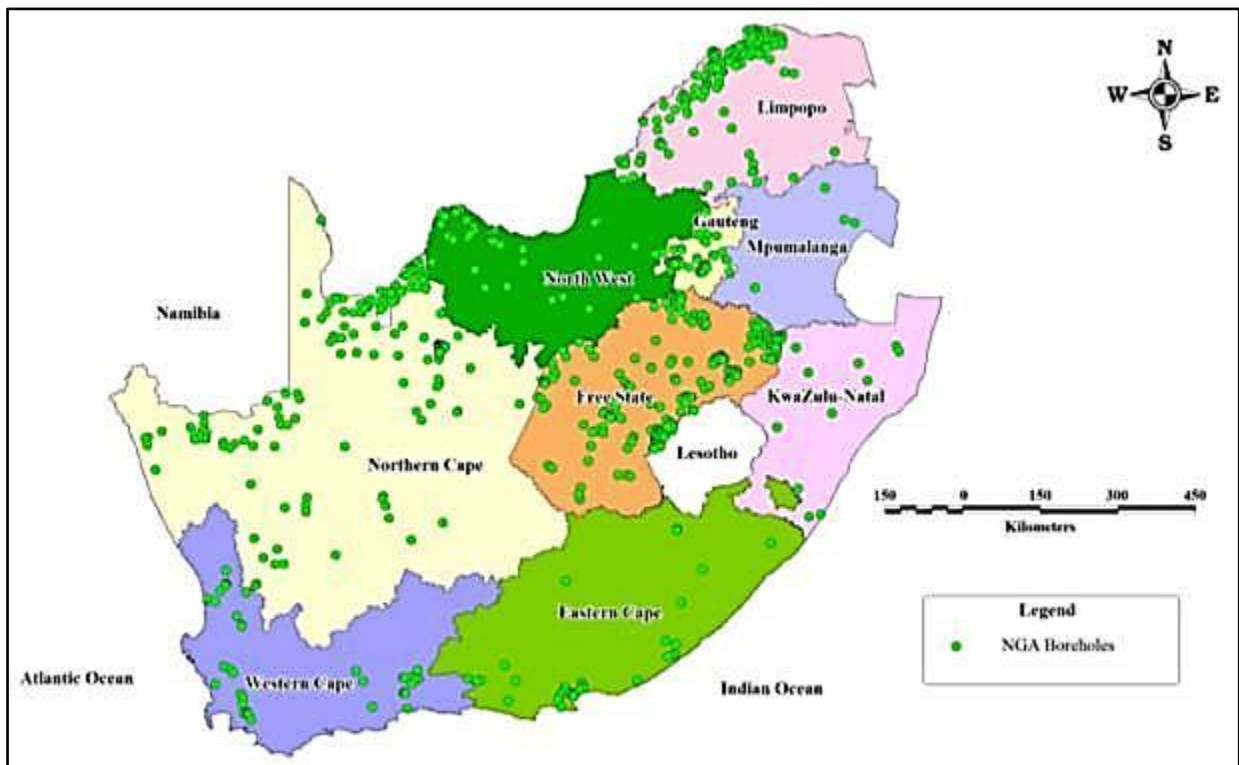 N
W E
S
Limpopo
Gauteng
Mpumalanga
North West
Namibia
Free State
KwaZulu-Natal
Lesotho
Northern Cape
150 0 150 300 450
Kilometers
Eastern Cape
Legend
NGA Boreholes
Atlantic Ocean
Western Cape
Indian Ocean